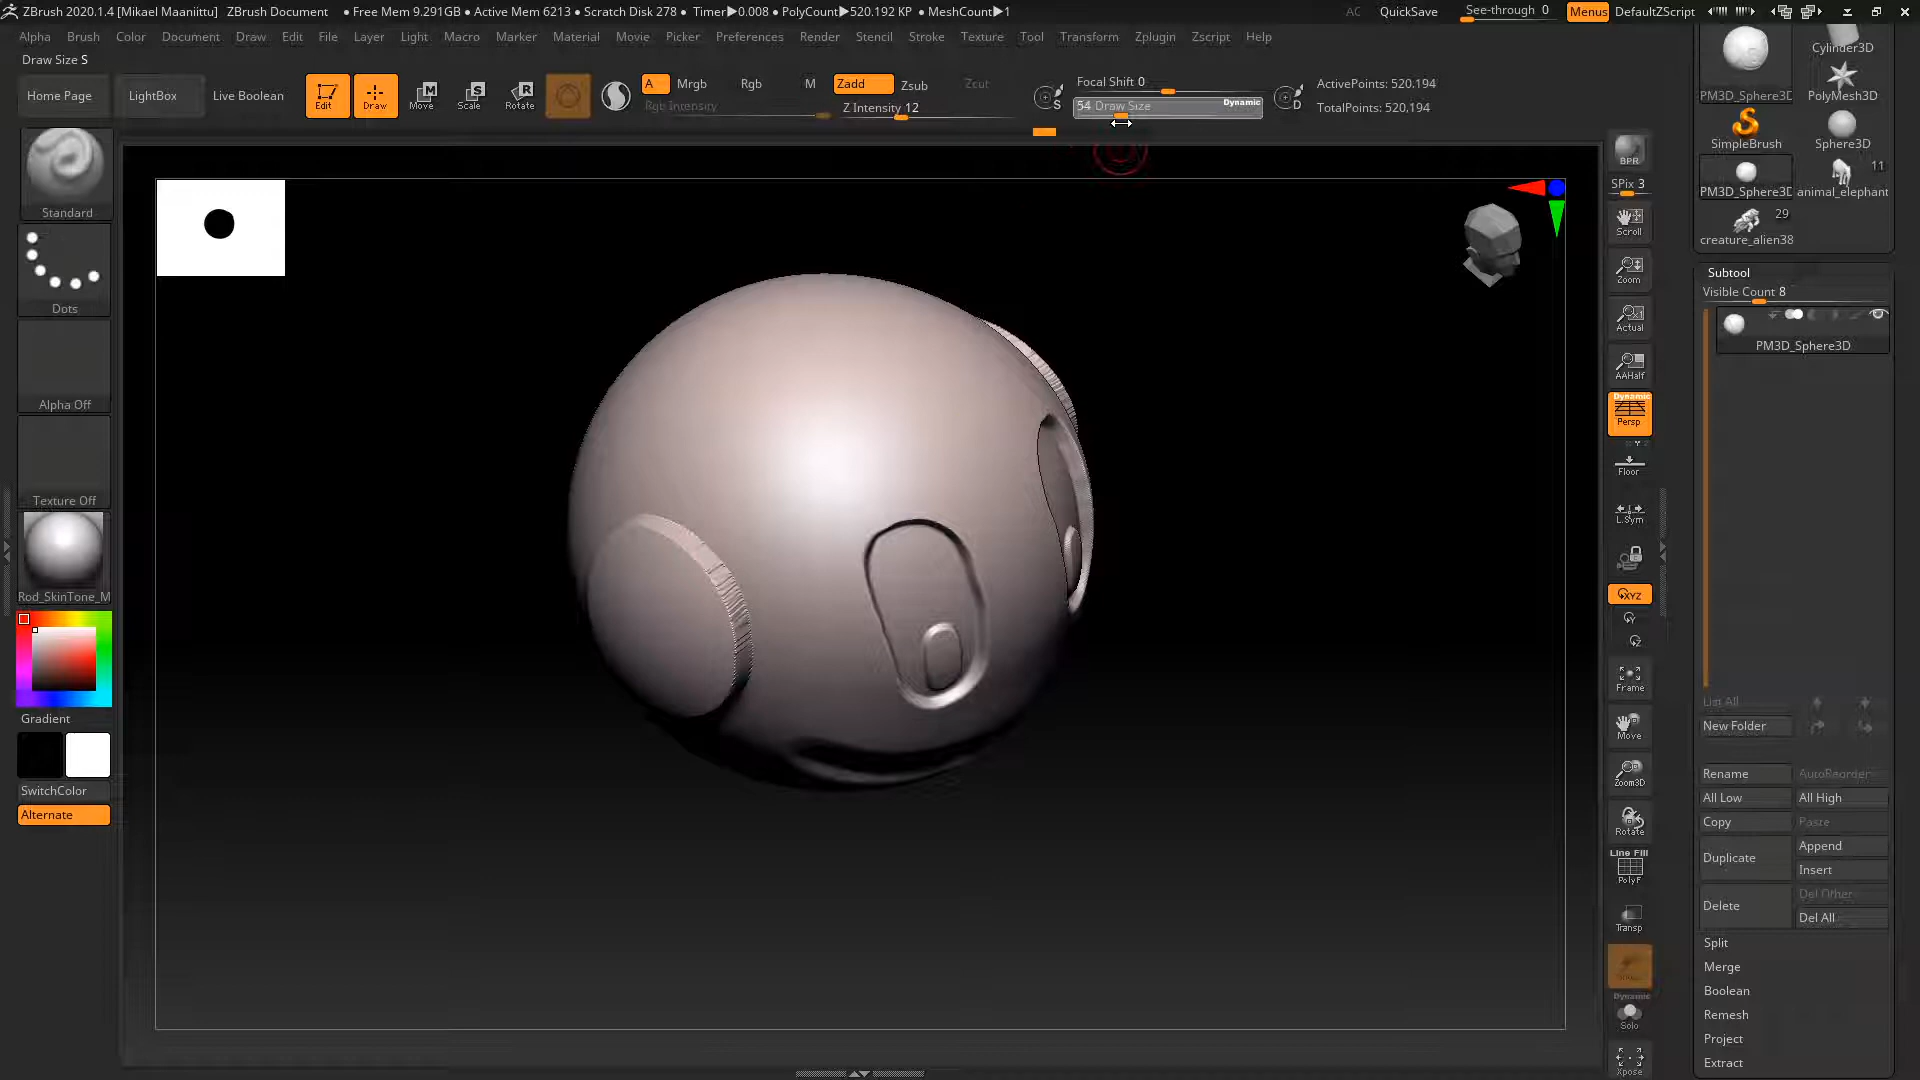 ZBrush 2020.1.4 [Mikael Maaniittu] ZBrush Document • Free Mem 9.291GB • Active Mem 6213 • Scratch Disk 278 • Timer▶0.008 • PolyCount▶520.192 KP • MeshCount▶1 AC QuickSave See-through 0 Menus DefaultZScript
Alpha Brush Color Document Draw Edit File Layer Light Macro Marker Material Movie Picker Preferences Render Stencil Stroke Texture Tool Transform Zplugin Zscript Help
Draw Size S
Home Page LightBox Live Boolean
Edit Draw Move Scale Rotate
A Mrgb Rgb M Zadd Zsub Zcut
Rgb Intensity Z Intensity 12
S Focal Shift 0
54 Draw Size Dynamic
D
ActivePoints: 520,194
TotalPoints: 520,194
Standard
Dots
Alpha Off
Texture Off
Rod_SkinTone_M
Gradient
SwitchColor
Alternate
BPR
SPix 3
Scroll
Zoom
Actual
AAHalf
Dynamic
Persp
Floor
L.Sym
XYZ
Y
Z
Frame
Move
Zoom3D
Rotate
Line Fill
PolyF
Transp
Dynamic
Solo
Xpose
Cylinder3D
PM3D_Sphere3D PolyMesh3D
SimpleBrush Sphere3D
11
PM3D_Sphere3D animal_elephant
29
creature_alien38
Subtool
Visible Count 8
PM3D_Sphere3D
List All
New Folder
Rename AutoReorder
All Low All High
Copy Paste
Duplicate Append
Insert
Delete Del Other
Del All
Split
Merge
Boolean
Remesh
Project
Extract